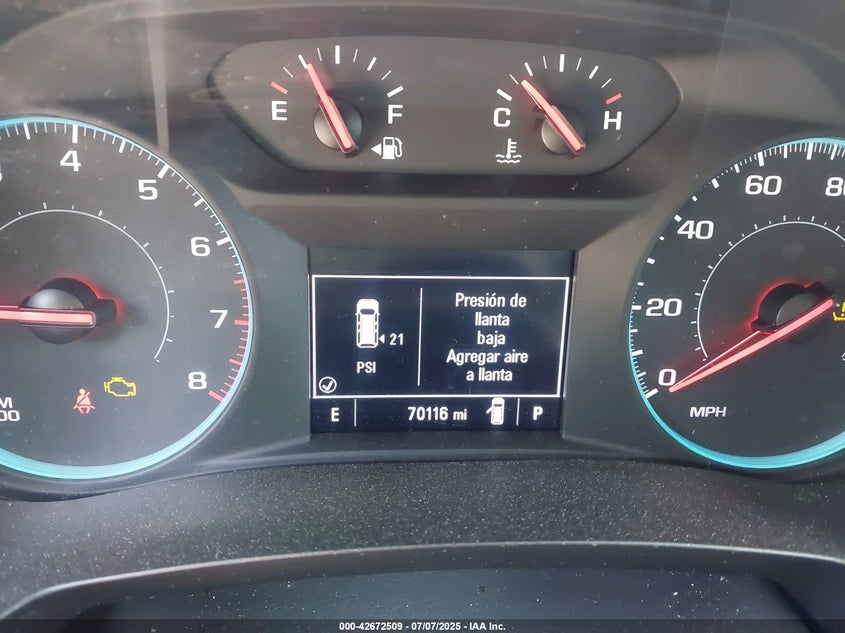 E
F
C
H
4
5
6
7
8
20
40
60
80
0
MPH
Presión de
llanta
baja
Agregar aire
a llanta
21
PSI
E
70116 mi
P
000-42672509 - 07/07/2025 - IAA Inc.